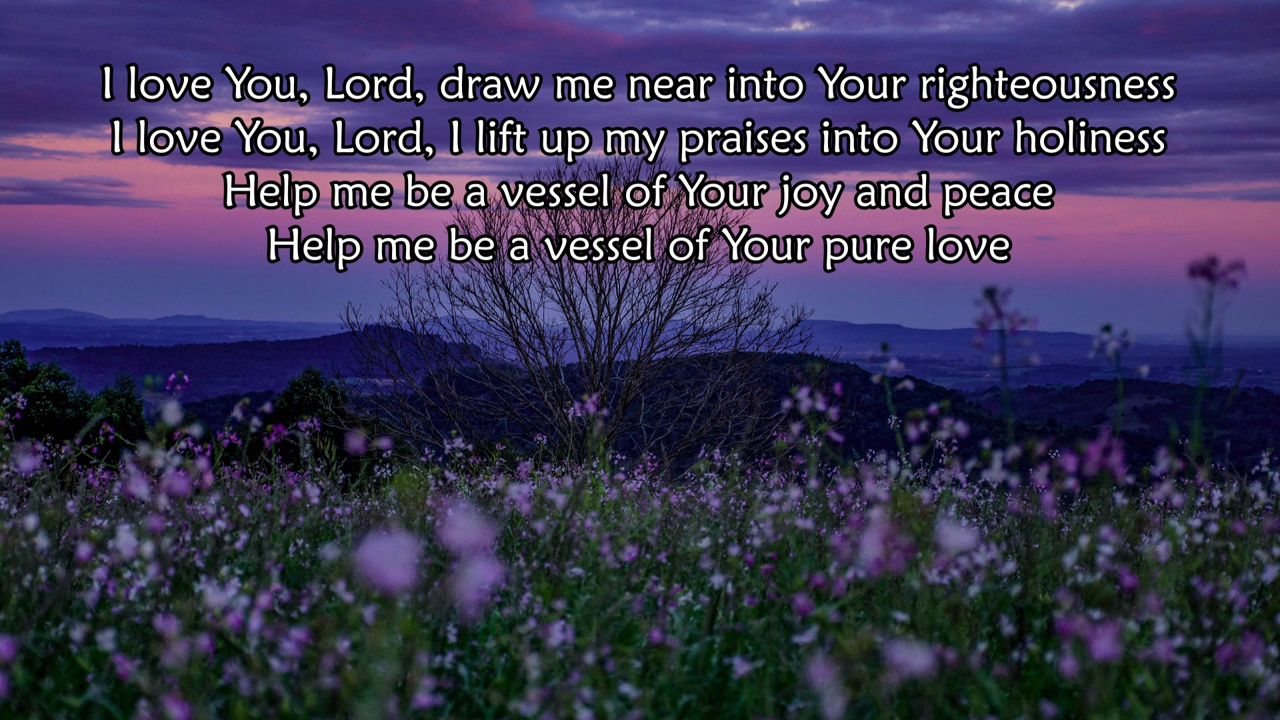 I love You, Lord, draw me near into Your righteousness
I love You, Lord, I lift up my praises into Your holiness
Help me be a vessel of Your joy and peace
Help me be a vessel of Your pure love